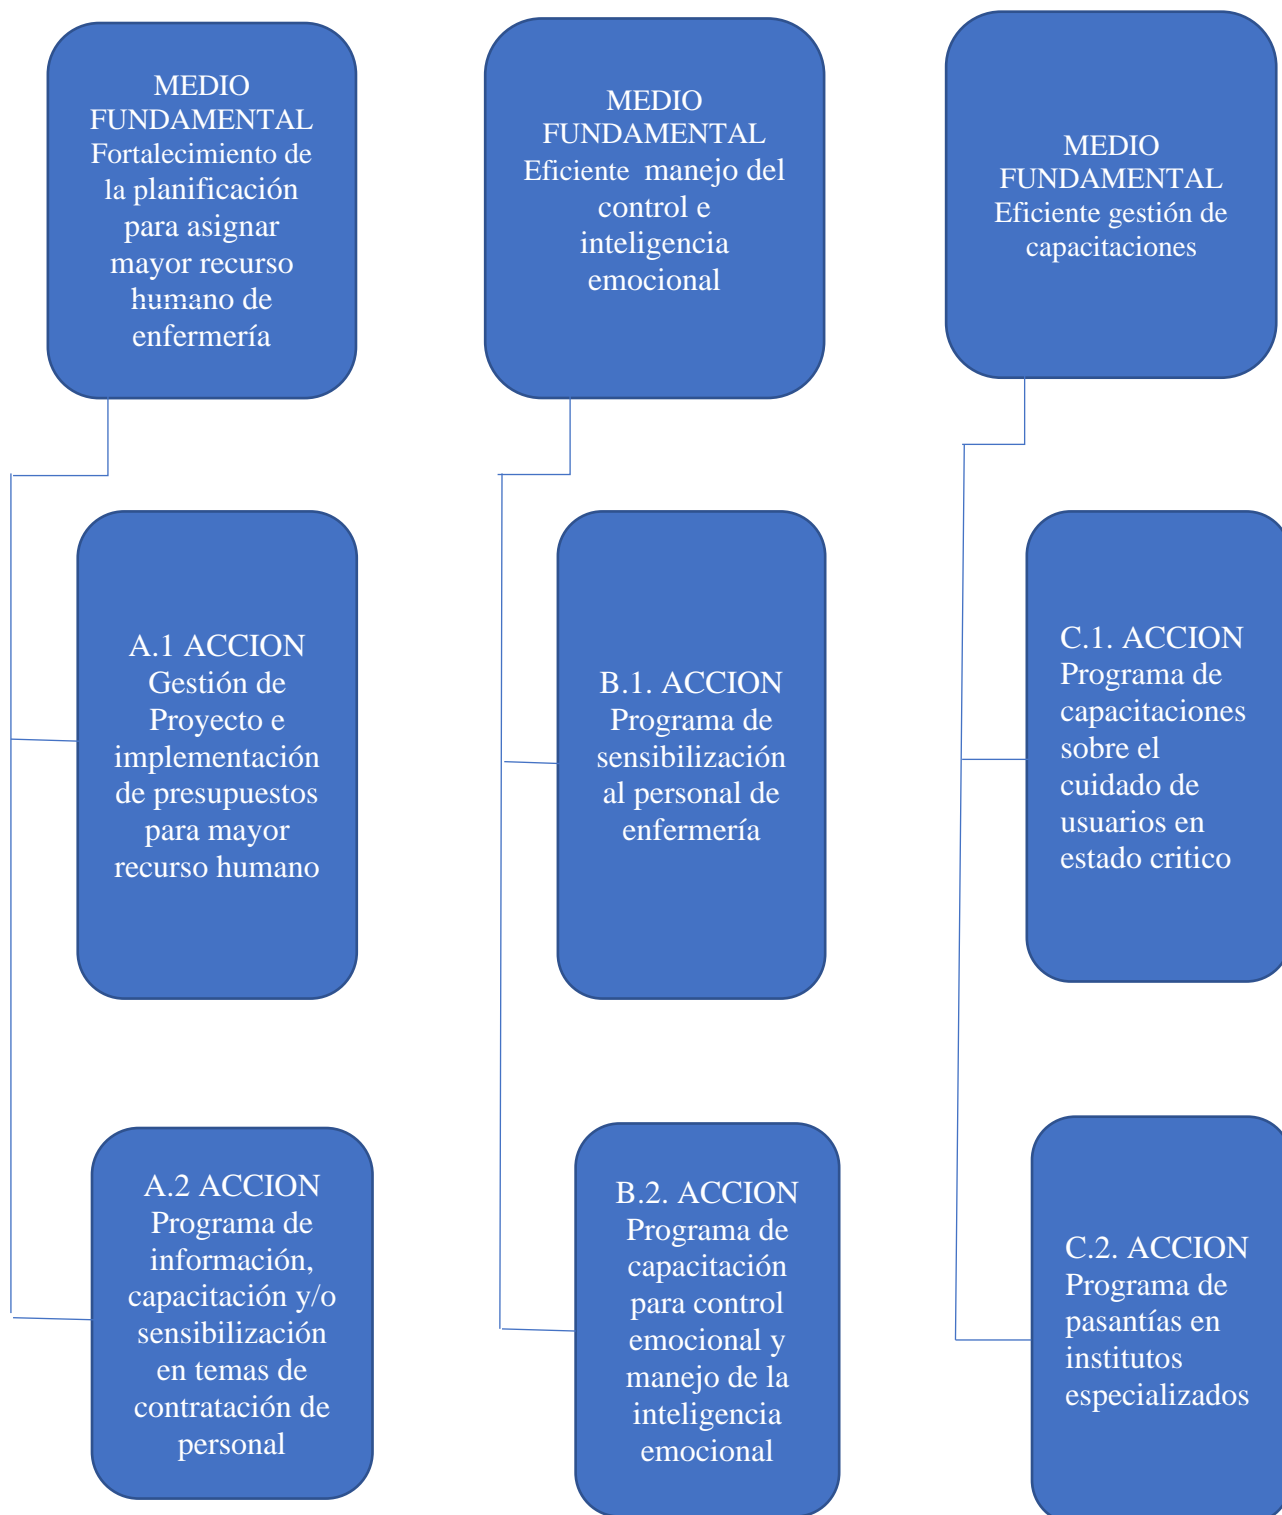 MEDIO
FUNDAMENTAL
Fortalecimiento de
la planificación
para asignar
mayor recurso
humano de
enfermería
MEDIO
FUNDAMENTAL
Eficiente manejo del
control e
inteligencia
emocional
MEDIO
FUNDAMENTAL
Eficiente gestión de
capacitaciones
A.1 ACCION
Gestión de
Proyecto e
implementación
de presupuestos
para mayor
recurso humano
B.1. ACCION
Programa de
sensibilización
al personal de
enfermería
C.1. ACCION
Programa de
capacitaciones
sobre el
cuidado de
usuarios en
estado critico
A.2 ACCION
Programa de
información,
capacitación y/o
sensibilización
en temas de
contratación de
personal
B.2. ACCION
Programa de
capacitación
para control
emocional y
manejo de la
inteligencia
emocional
C.2. ACCION
Programa de
pasantías en
institutos
especializados